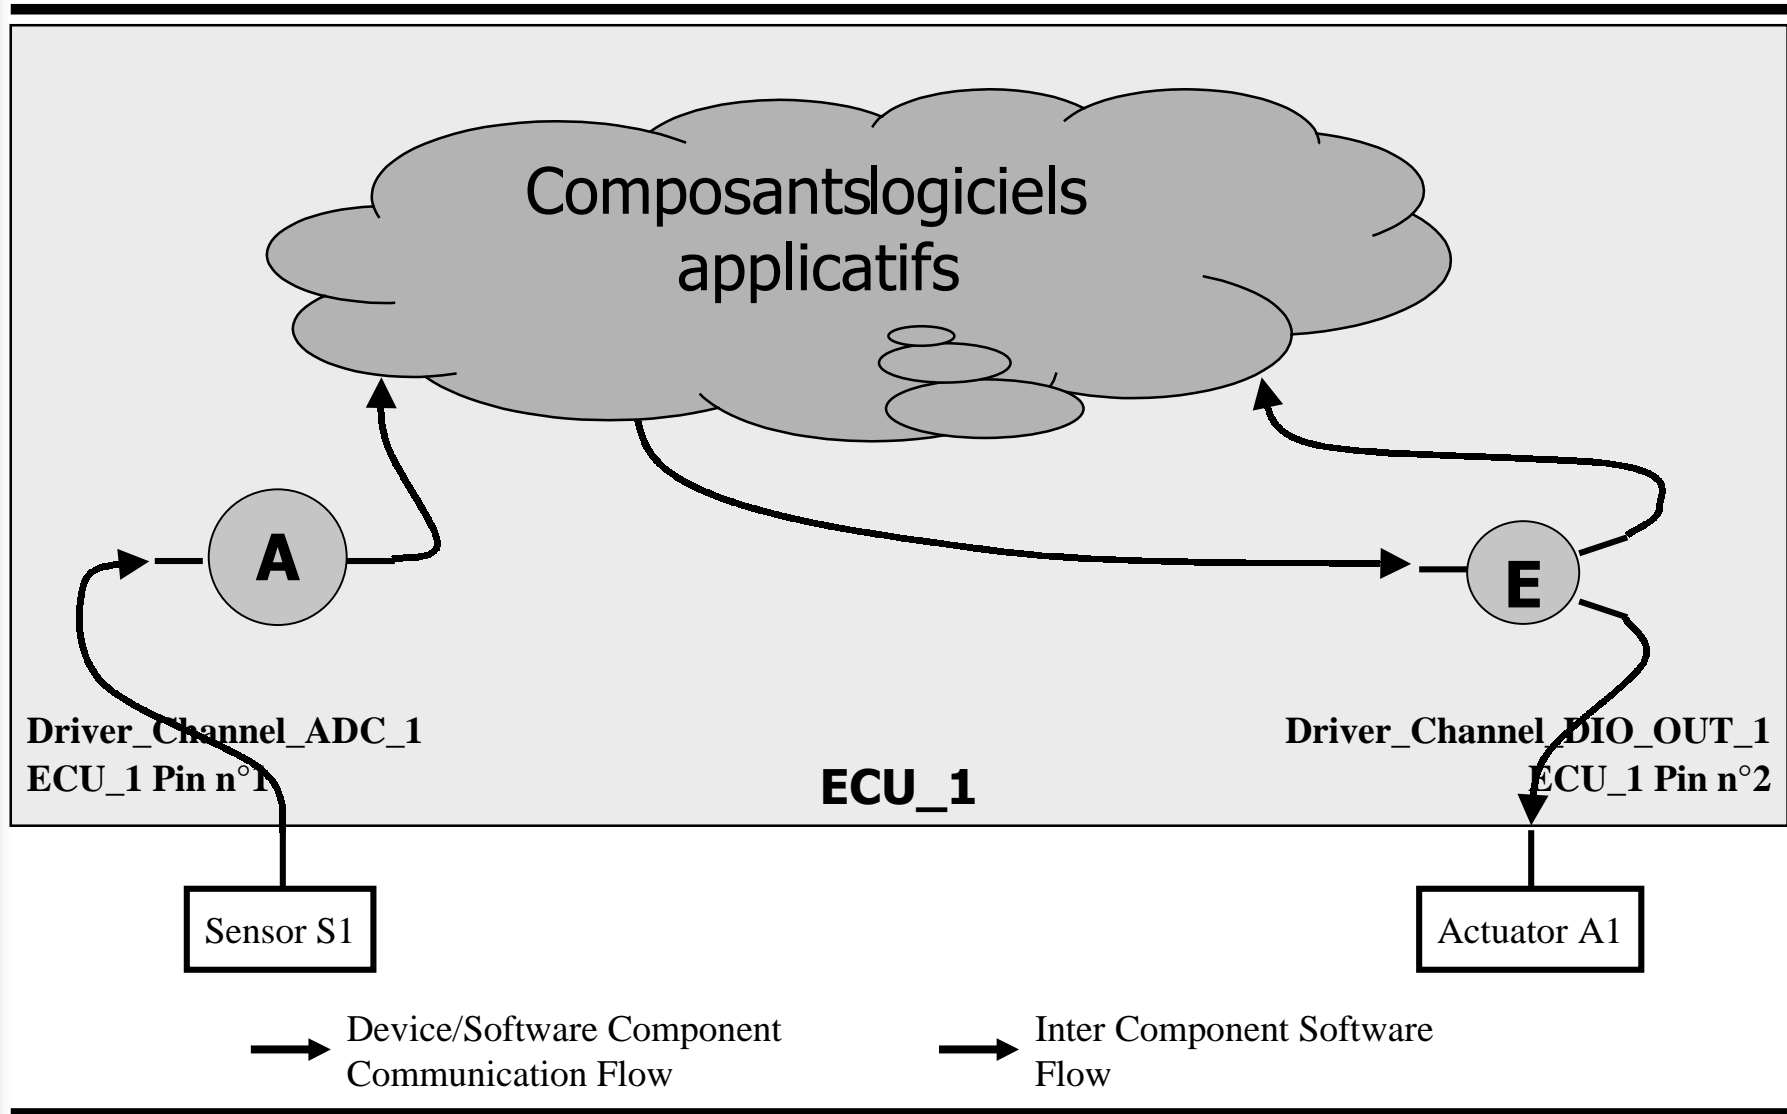 Composantslogiciels
applicatifs
A
E
Driver_Channel_ADC_1
ECU_1 Pin n°1
Driver_Channel_DIO_OUT_1
ECU_1 Pin n°2
ECU_1
Sensor S1
Actuator A1
Device/Software Component
Communication Flow
Inter Component Software
Flow